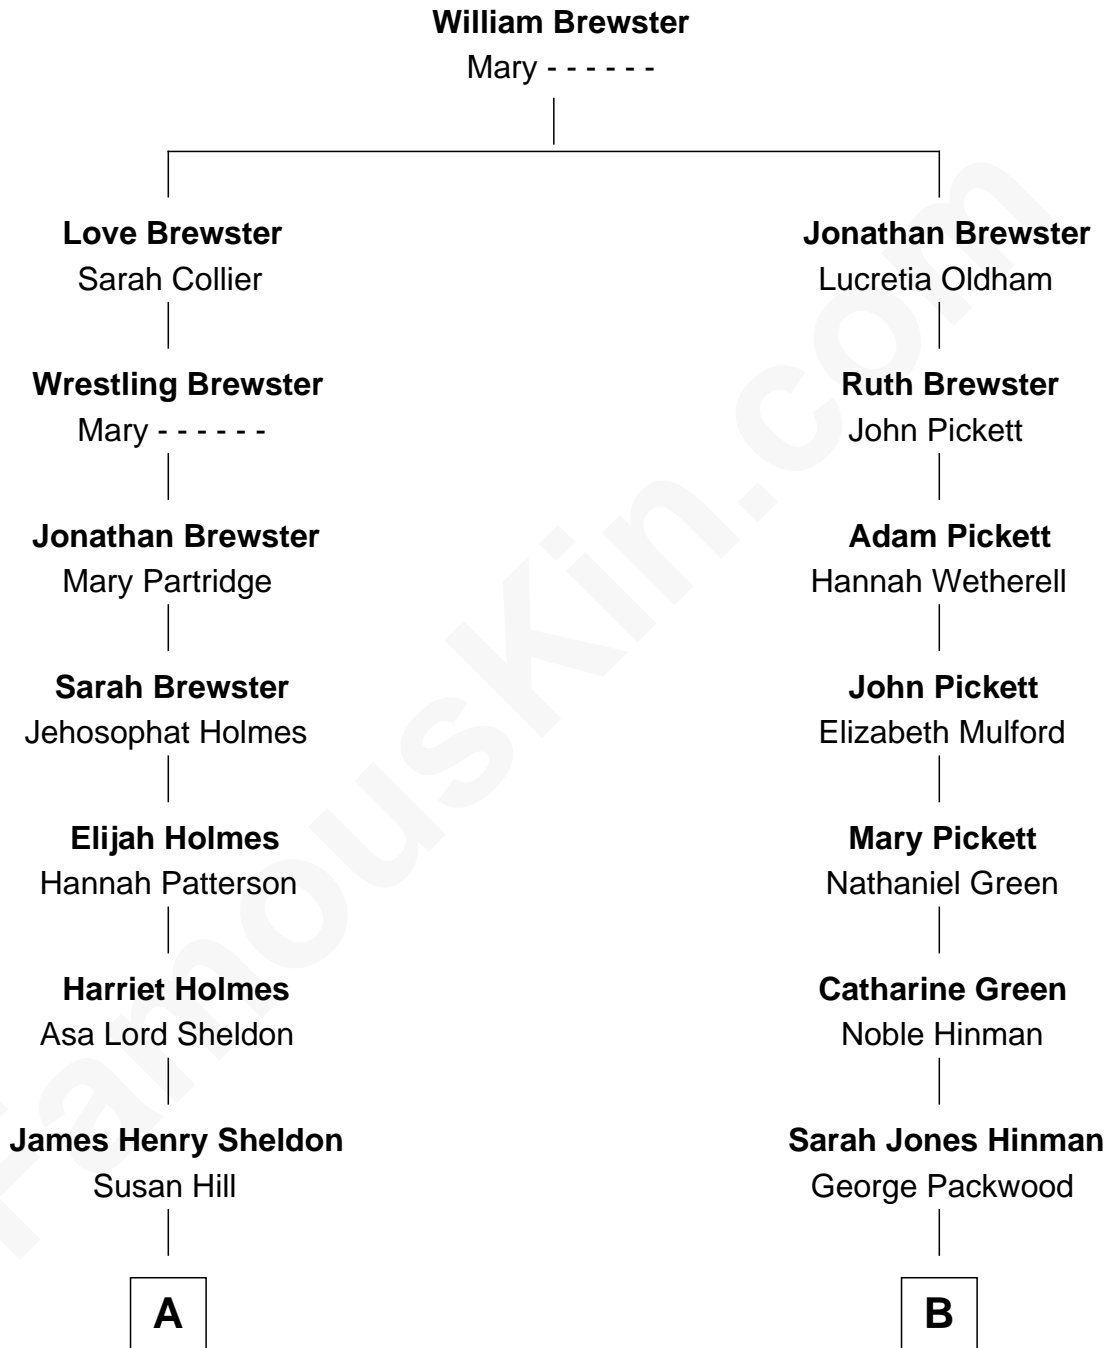 William Brewster
Mary - - - - - -
Love Brewster
Sarah Collier
Jonathan Brewster
Lucretia Oldham
Wrestling Brewster
Mary - - - - - -
Ruth Brewster
John Pickett
Jonathan Brewster
Mary Partridge
Adam Pickett
Hannah Wetherell
Sarah Brewster
Jehosophat Holmes
John Pickett
Elizabeth Mulford
Elijah Holmes
Hannah Patterson
Mary Pickett
Nathaniel Green
Harriet Holmes
Asa Lord Sheldon
Catharine Green
Noble Hinman
James Henry Sheldon
Susan Hill
Sarah Jones Hinman
George Packwood
A
B
FamousKin.com